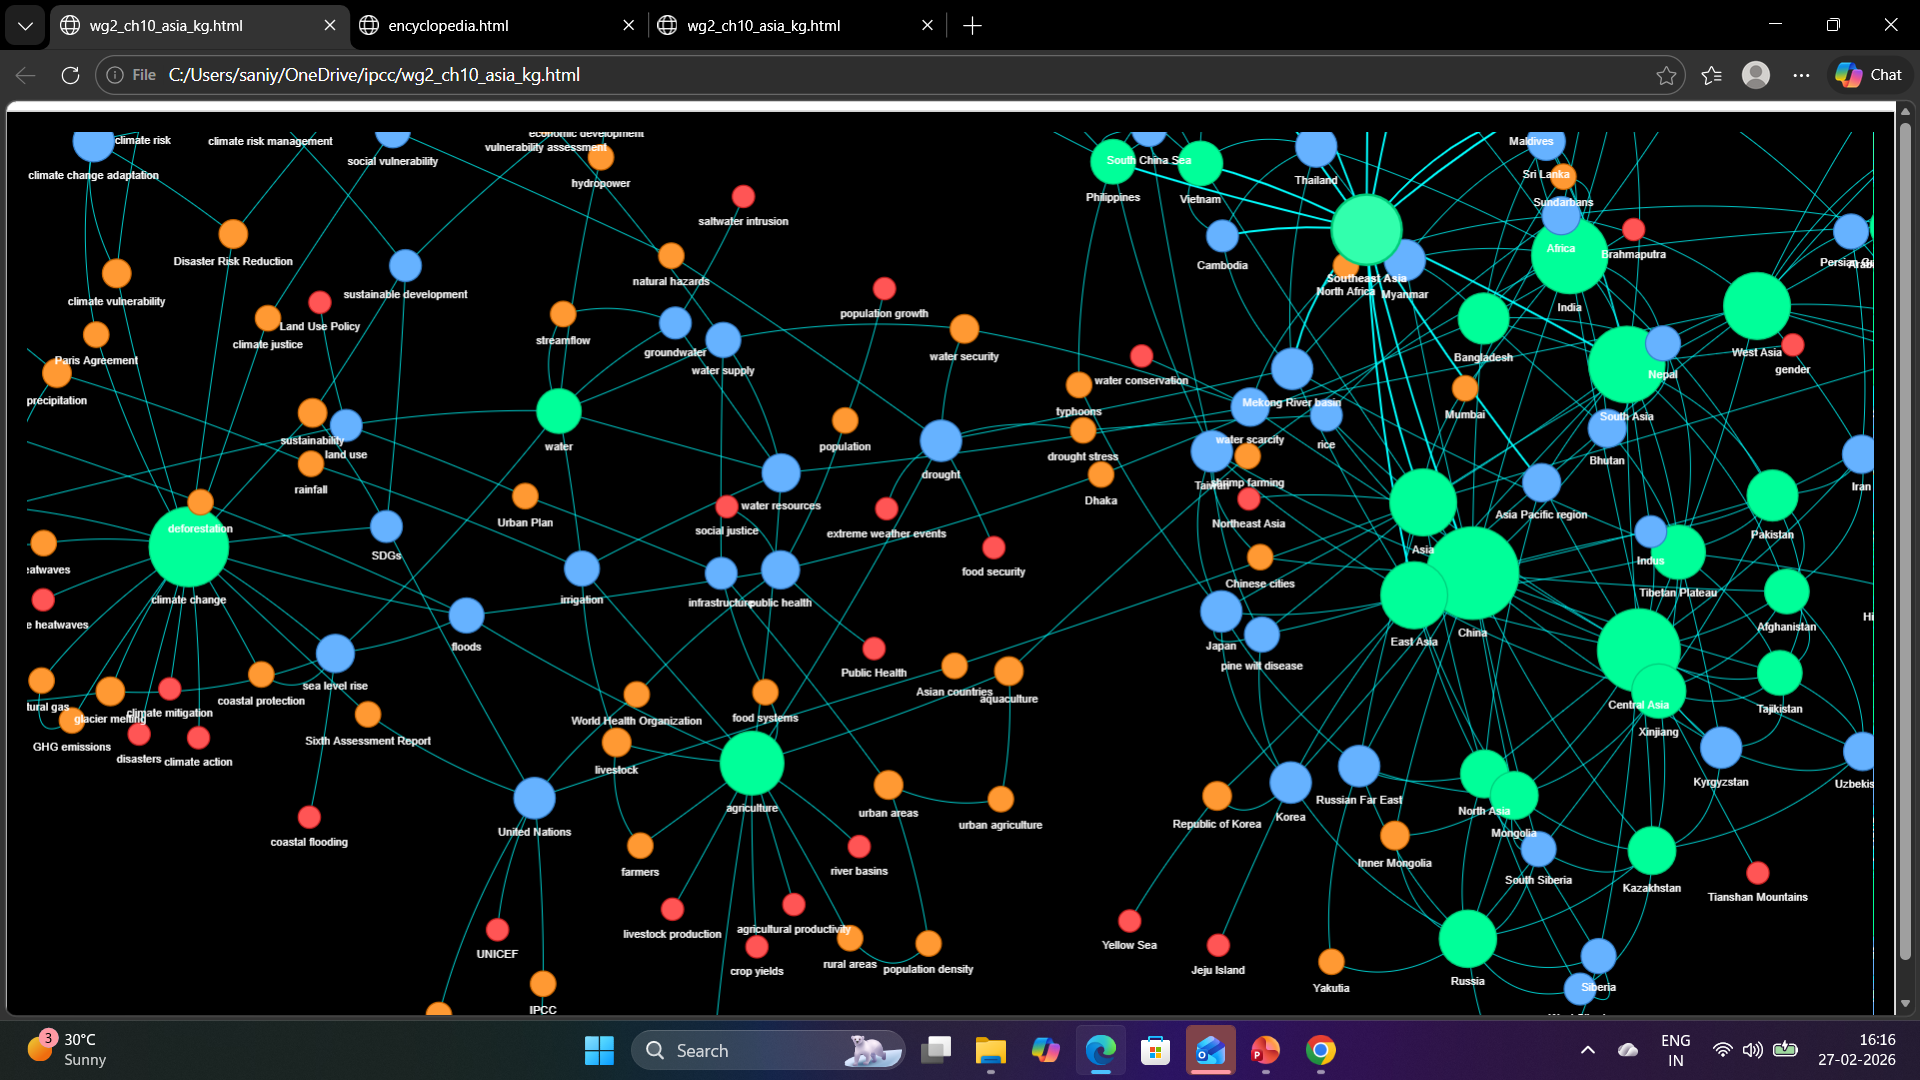 wg2_ch10_asia_kg.html
encyclopedia.html
wg2_ch10_asia_kg.html
File
C:/Users/saniy/OneDrive/ipcc/wg2_ch10_asia_kg.html
Chat
climate risk
climate risk management
social vulnerability
economic development
vulnerability assessment
climate change adaptation
hydropower
saltwater intrusion
South China Sea
Philippines
Vietnam
Thailand
Maldives
Sri Lanka
Sundarbans
Disaster Risk Reduction
sustainable development
natural hazards
Cambodia
Africa
Brahmaputra
climate vulnerability
Land Use Policy
climate justice
streamflow
groundwater
water supply
population growth
water security
Southeast Asia
North Africa
Myanmar
India
Bangladesh
West Asia
gender
Nepal
South Asia
Paris Agreement
precipitation
water conservation
typhoons
Mekong River basin
Mumbai
sustainability
land use
rainfall
water
population
drought
drought stress
Dhaka
water scarcity
rice
Taiwan
shrimp farming
Northeast Asia
Bhutan
Asia Pacific region
Iran
deforestation
climate change
SDGs
Urban Plan
social justice
water resources
extreme weather events
food security
Chinese cities
Asia
Indus
Pakistan
Tibetan Plateau
eatwaves
e heatwaves
irrigation
infrastructure
public health
floods
Public Health
Japan
pine wilt disease
East Asia
China
Afghanistan
Hi
sea level rise
coastal protection
climate mitigation
glacier melting
tural gas
GHG emissions
disasters
climate action
Sixth Assessment Report
World Health Organization
food systems
Asian countries
aquaculture
Central Asia
Xinjiang
Tajikistan
livestock
agriculture
urban areas
urban agriculture
Republic of Korea
Korea
Russian Far East
North Asia
Mongolia
Kyrgyzstan
Uzbekis
coastal flooding
United Nations
farmers
river basins
Inner Mongolia
South Siberia
Kazakhstan
Tianshan Mountains
UNICEF
livestock production
agricultural productivity
crop yields
rural areas
population density
Yellow Sea
Jeju Island
Yakutia
Russia
Siberia
IPCC
3
30°C
Sunny
Search
ENG
IN
16:16
27-02-2026